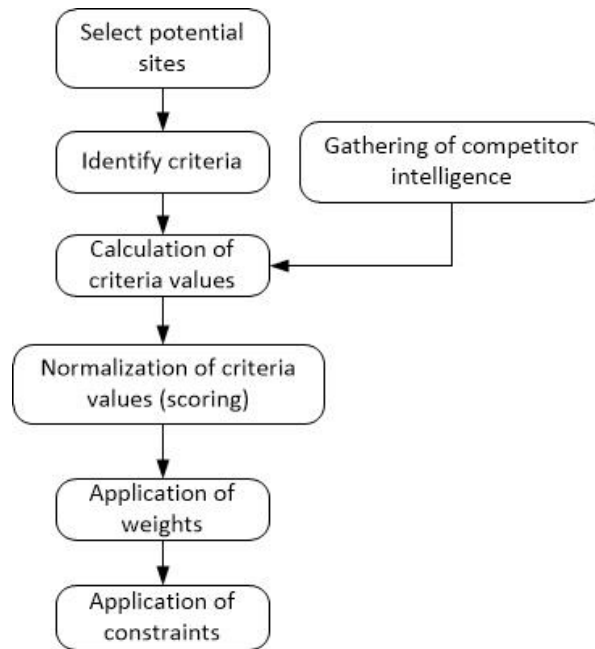 Select potential
sites
Identify criteria
Gathering of competitor
intelligence
Calculation of
criteria values
Normalization of criteria
values (scoring)
Application of
weights
Application of
constraints